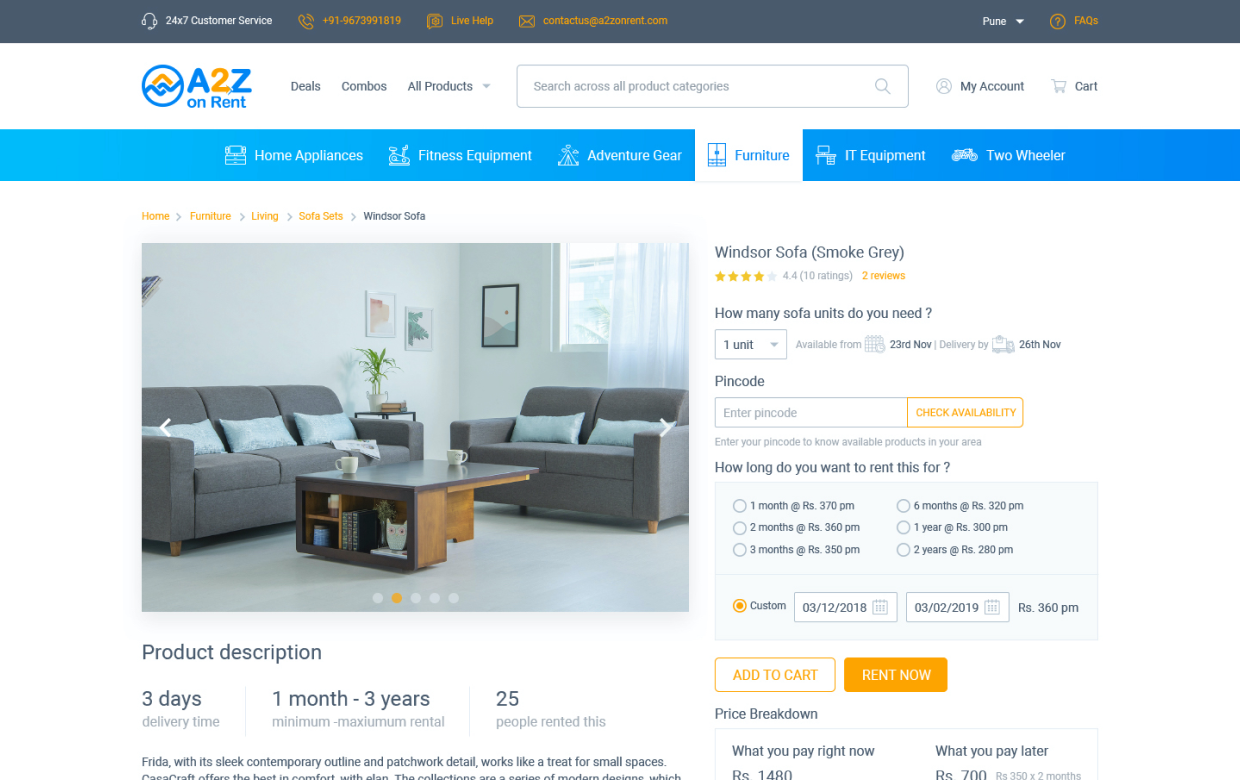 24x7 Customer Service +91-9673991819 Live Help contactus@a2zonrent.com Pune FAQs
A2Z
on Rent
Deals Combos All Products Search across all product categories My Account Cart
Home Appliances Fitness Equipment Adventure Gear Furniture IT Equipment Two Wheeler
Home Furniture Living Sofa Sets Windsor Sofa
Windsor Sofa (Smoke Grey)
4.4 (10 ratings) 2 reviews
How many sofa units do you need ?
1 unit Available from 23rd Nov | Delivery by 26th Nov
Pincode
Enter pincode CHECK AVAILABILITY
Enter your pincode to know available products in your area
How long do you want to rent this for ?
1 month @ Rs. 370 pm 6 months @ Rs. 320 pm
2 months @ Rs. 360 pm 1 year @ Rs. 300 pm
3 months @ Rs. 350 pm 2 years @ Rs. 280 pm
Custom 03/12/2018 03/02/2019 Rs. 360 pm
ADD TO CART RENT NOW
Price Breakdown
What you pay right now What you pay later
Rs. 1480 Rs. 700 Rs 350 x 2 months
Product description
3 days 1 month - 3 years 25
delivery time minimum -maxiumum rental people rented this
Frida, with its sleek contemporary outline and patchwork detail, works like a treat for small spaces.
CasaCraft offers the best in comfort, with elan. The collections are a series of modern designs, which